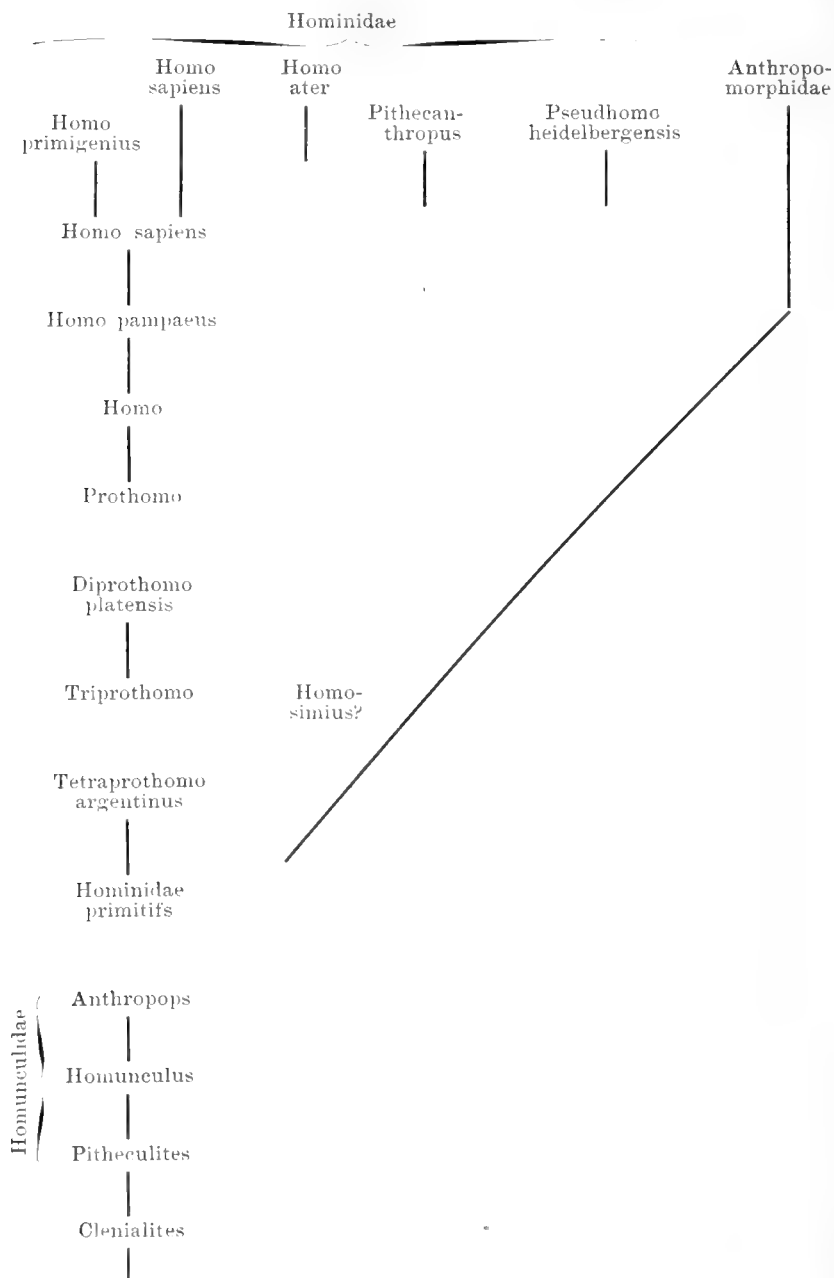 Hominidae
Homo
sapiens
Homo
ater
Anthropo-
morphidae
Homo
primigenius
Pithecan-
thropus
Pseudhomo
heidelbergensis
Homo sapiens
Homo pampaeus
Homo
Prothomo
Diprothomo
platensis
Triprothomo
Homo-
simius?
Tetraprothomo
argentinus
Hominidae
primitifs
Homunculidae
Anthropops
Homunculus
Pitheculites
Clenialites